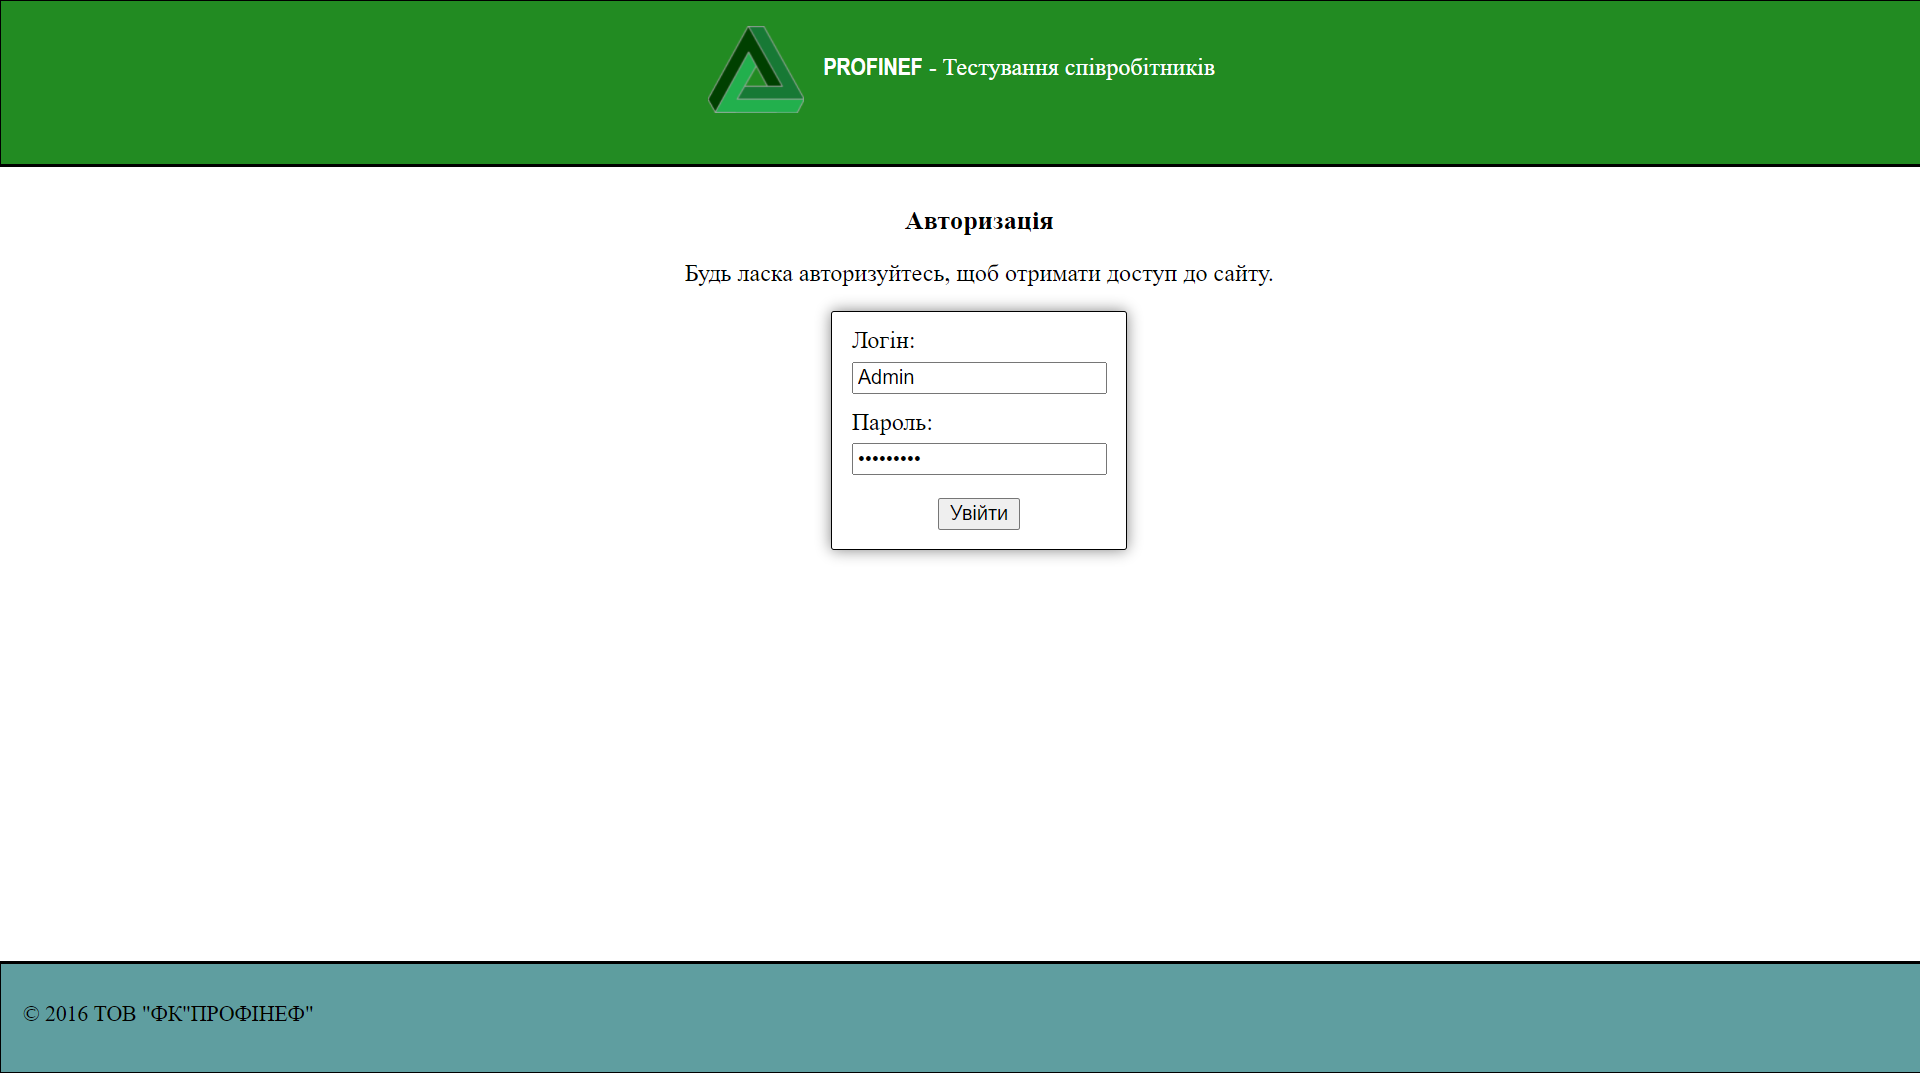 PROFINEF - Тестування співробітників
Авторизація
Будь ласка авторизуйтесь, щоб отримати доступ до сайту.
Логін:
Admin
Пароль:
•••••••••
Увійти
© 2016 ТОВ "ФК"ПРОФІНЕФ"